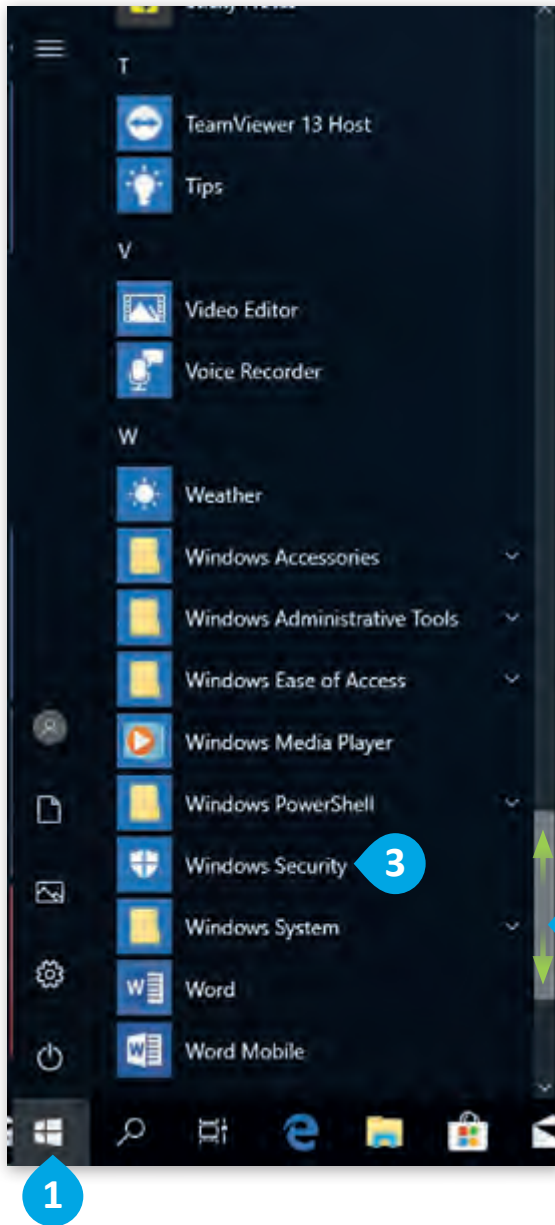 T
TeamViewer 13 Host
Tips
V
Video Editor
Voice Recorder
W
Weather
Windows Accessories
Windows Administrative Tools
Windows Ease of Access
Windows Media Player
Windows PowerShell
Windows Security 3
Windows System
Word
Word Mobile
1